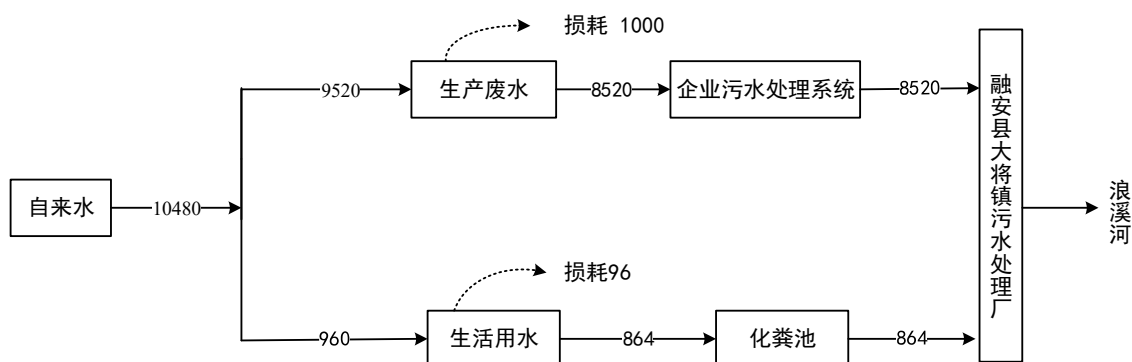 损耗 1000
9520
生产废水
8520
企业污水处理系统
8520
融安县大将镇污水处理厂
自来水
10480
浪溪河
损耗96
960
生活用水
864
化粪池
864